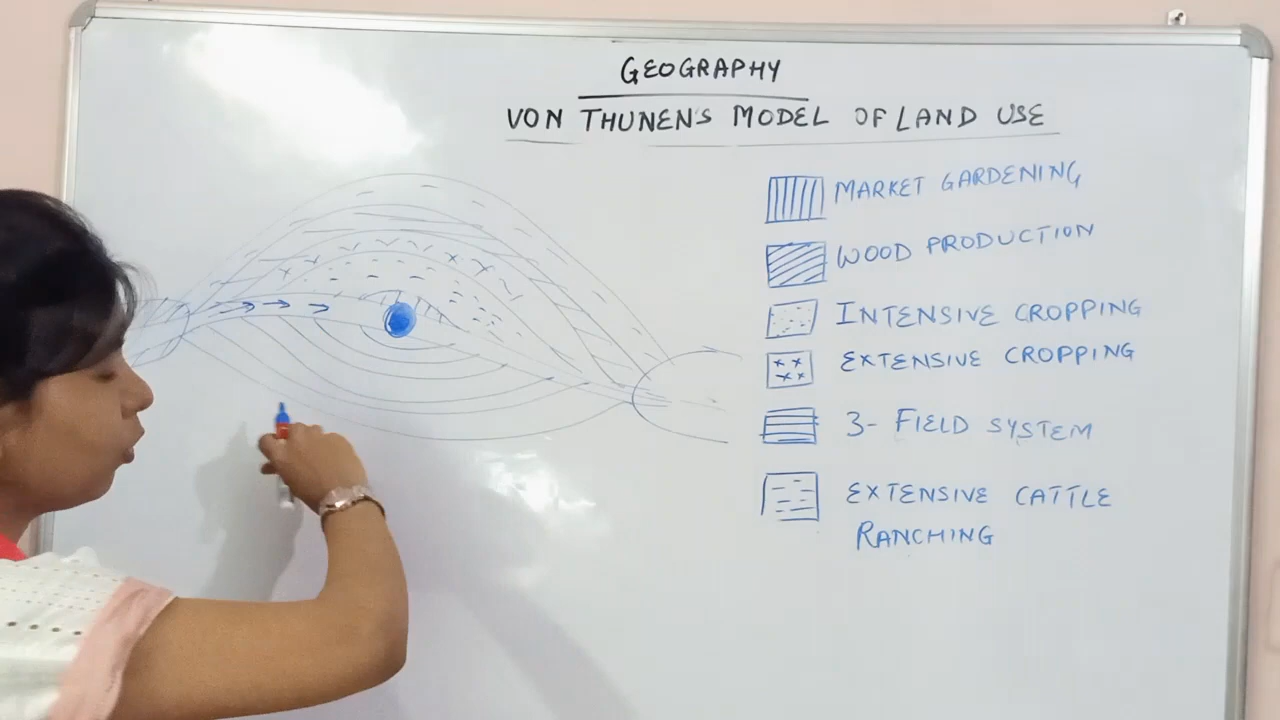 GEOGRAPHY
VON THUNEN'S MODEL OF LAND USE
MARKET GARDENING
WOOD PRODUCTION
INTENSIVE CROPPING
EXTENSIVE CROPPING
3- FIELD SYSTEM
EXTENSIVE CATTLE
RANCHING